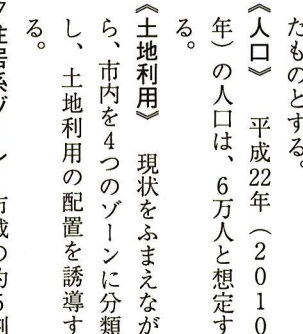 たものとする。
《人口》　平成22年（2010
年）の人口は、6万人と想定す
る。
《土地利用》　現状をふまえなが
ら、市内を4つのゾーンに分類
し、土地利用の配置を誘導す
る。